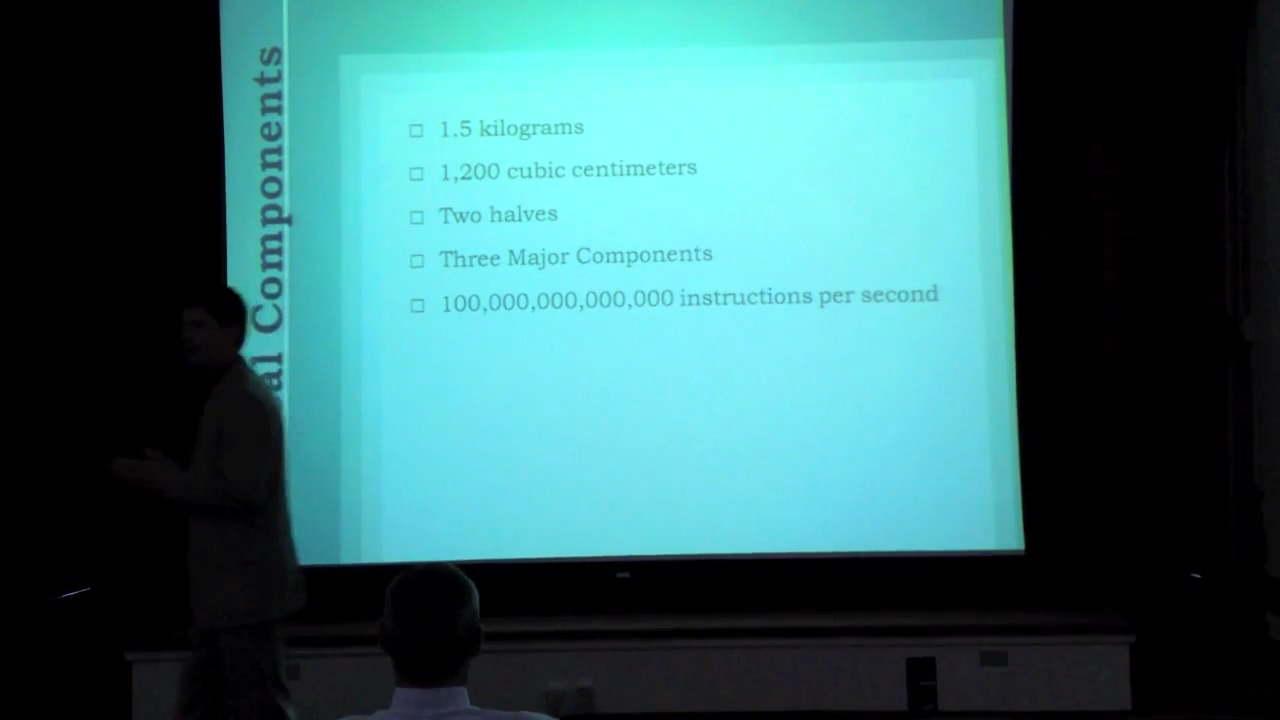 Components
□ 1.5 kilograms
□ 1,200 cubic centimeters
□ Two halves
□ Three Major Components
□ 100,000,000,000,000 instructions per second